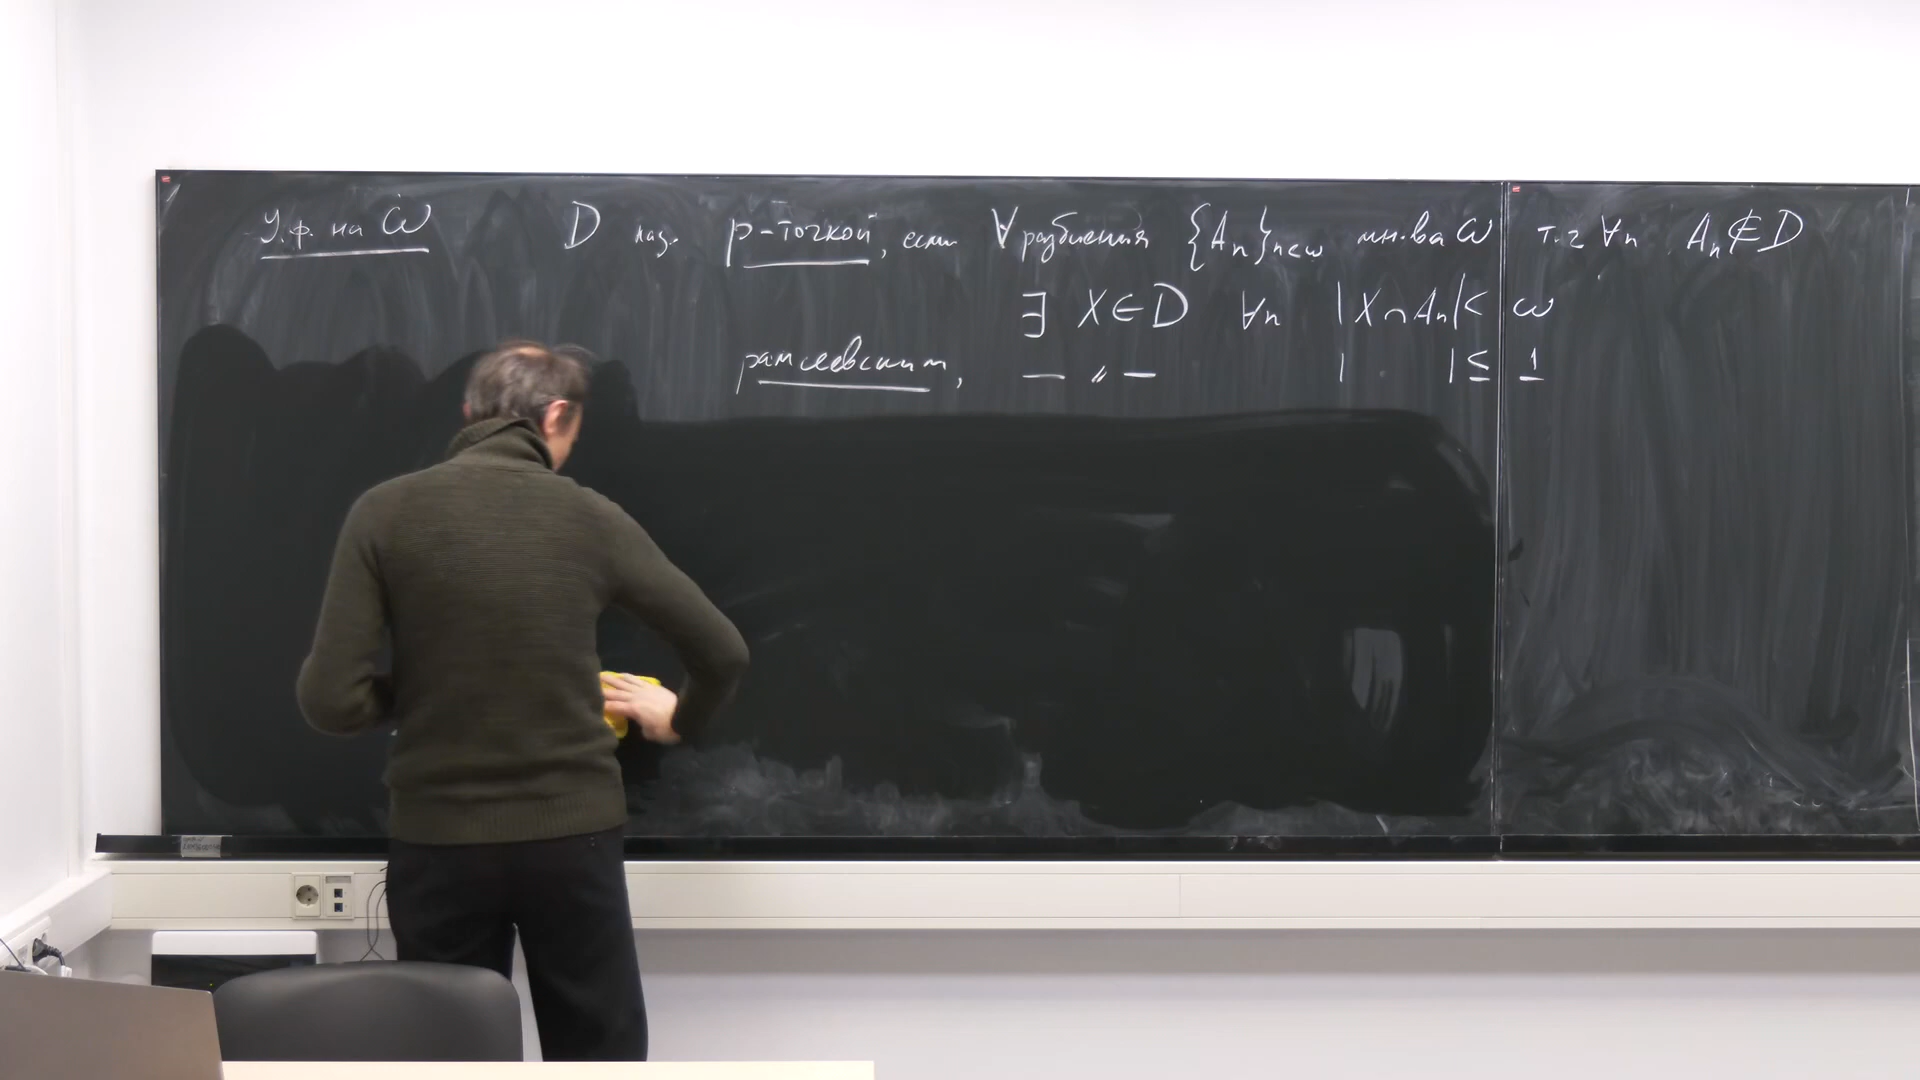 У.ф. на ω D наз. p-точкой, если ∀ разбиения {Aₙ}ₙ∈ω мн-ва ω т.ч ∀n Aₙ∉D
∃ X∈D ∀n |X∩Aₙ|< ω
рамсеевским, — 〃 — | |≤ 1